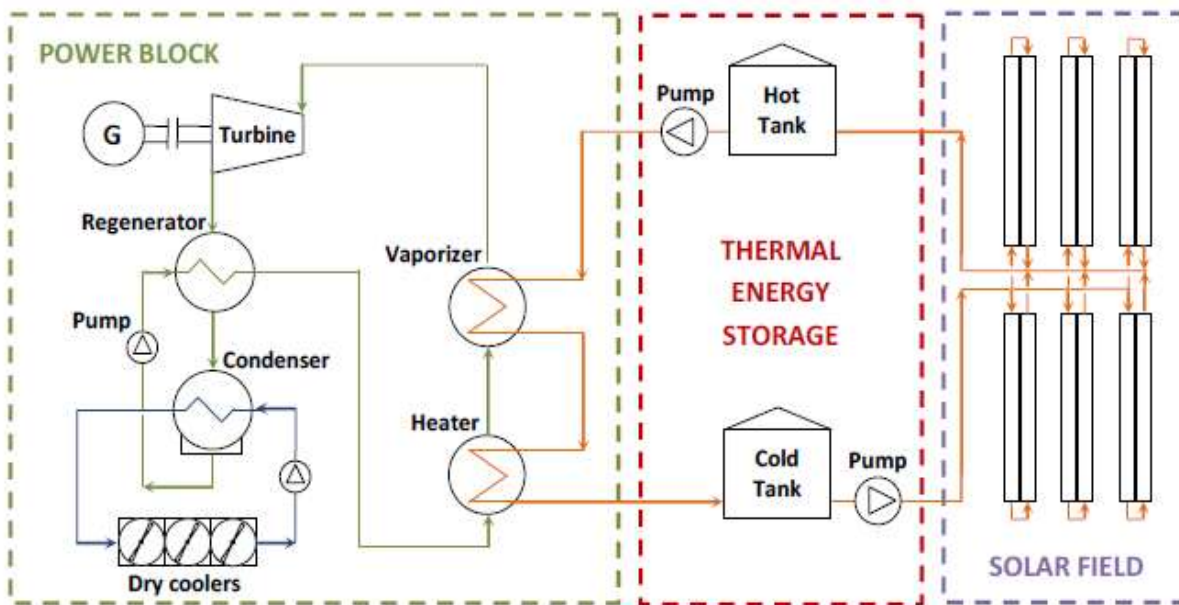 POWER BLOCK
G
Turbine
Regenerator
Pump
Condenser
Dry coolers
Vaporizer
Heater
Pump
Hot
Tank
THERMAL
ENERGY
STORAGE
Cold
Tank
Pump
SOLAR FIELD